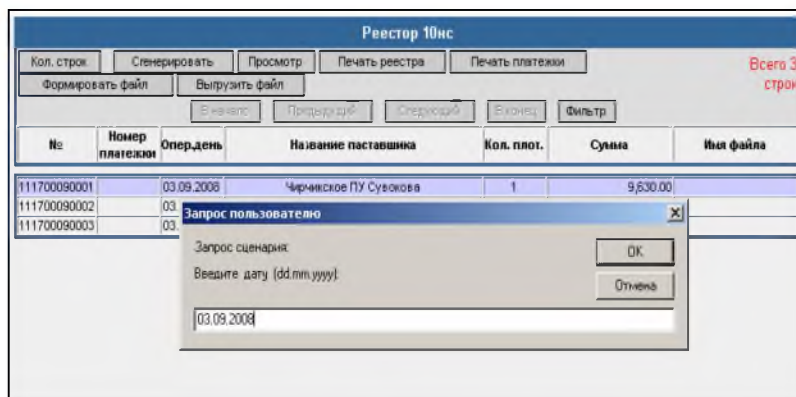 Реестор 10нс
Кол. строк Сгенерировать Просмотр Печать реестра Печать платежки
Всего 3
Формировать файл Выгрузить файл
строк
В начало Предыдущий Следующий В конец Фильтр
№ Номер платежки Опер.день Название паставшика Кол. плот. Сумма Имя файла
111700090001 03.09.2008 Чирчикское ПУ Сувокова 1 9,630.00
111700090002 03.
111700090003 03.
Запрос пользователю
Запрос сценария:
OK
Введите дату (dd.mm.yyyy):
Отмена
03.09.2008